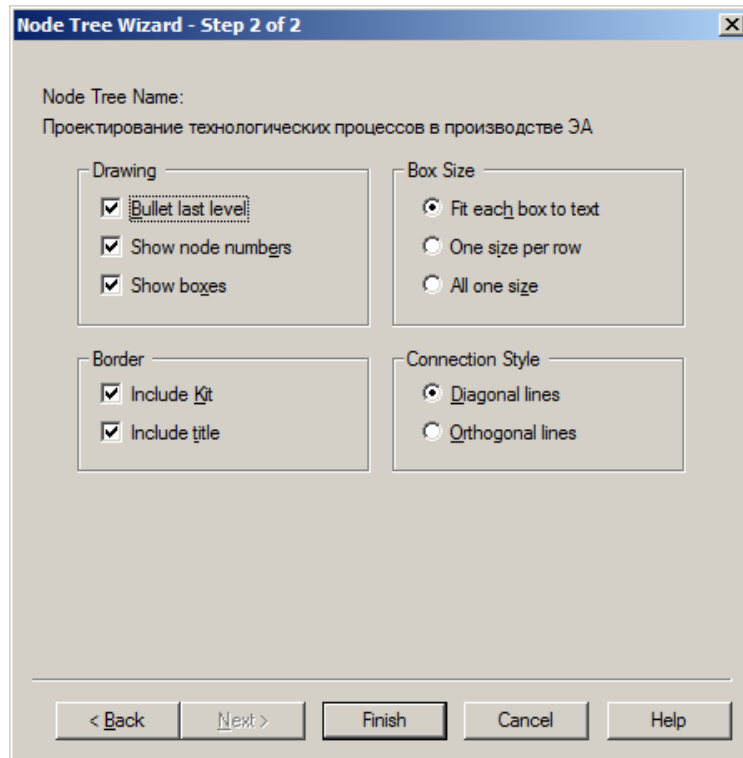 Node Tree Wizard - Step 2 of 2
Node Tree Name:
Проектирование технологических процессов в производстве ЭА
Drawing
Bullet last level
Show node numbers
Show boxes
Box Size
Fit each box to text
One size per row
All one size
Border
Include Kit
Include title
Connection Style
Diagonal lines
Orthogonal lines
< Back
Next >
Finish
Cancel
Help